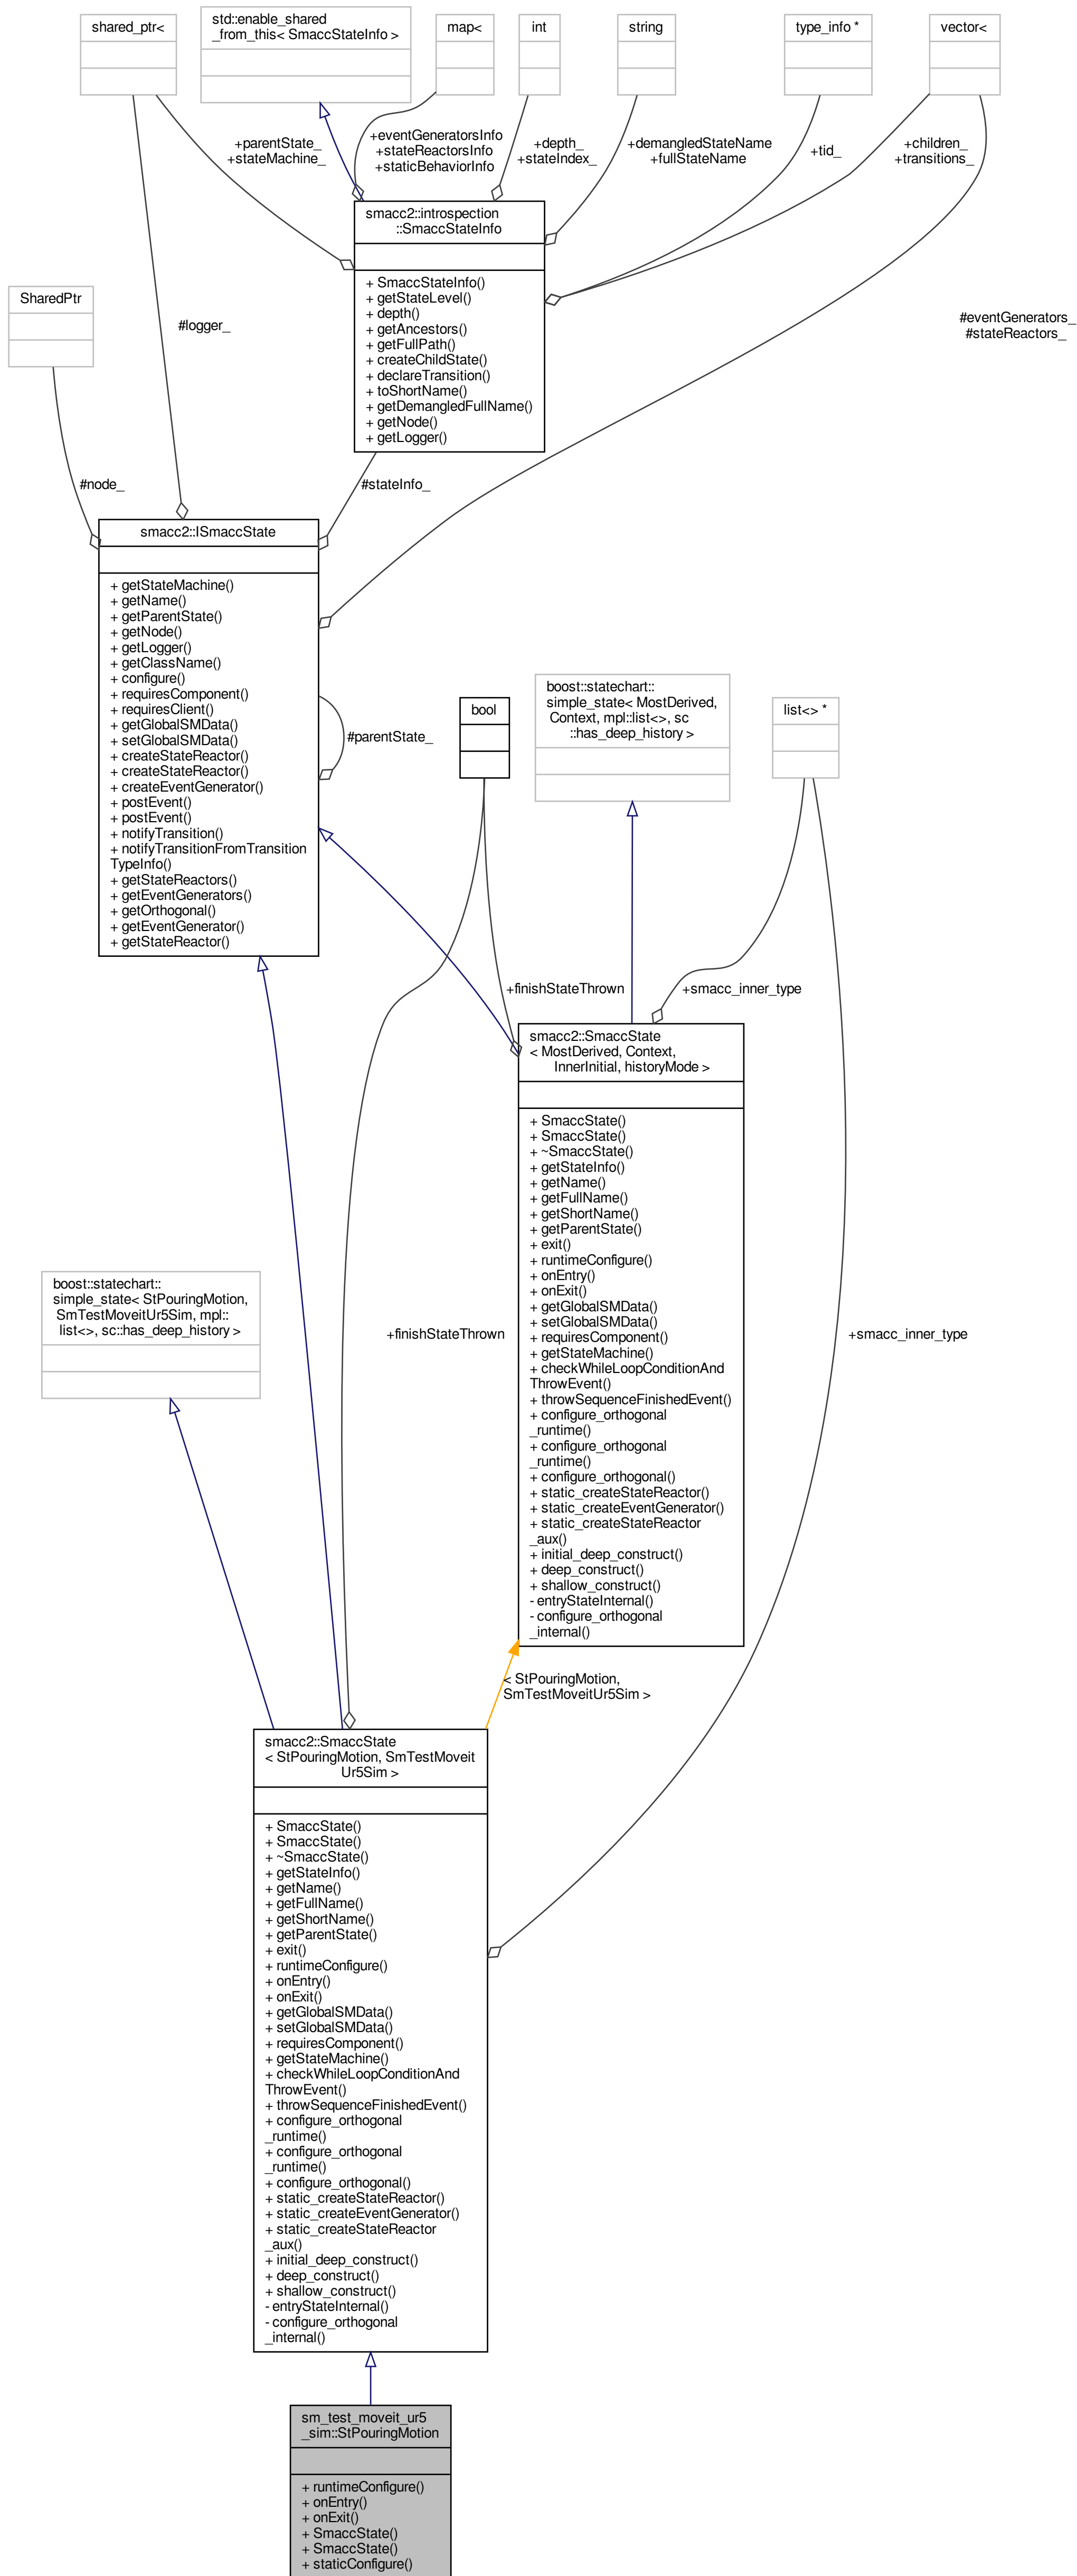 shared_ptr<
std::enable_shared
_from_this< SmaccStateInfo >
map<
int
string
type_info *
vector<
+parentState_
+stateMachine_
+eventGeneratorsInfo
+stateReactorsInfo
+staticBehaviorInfo
+depth_
+stateIndex_
+demangledStateName
+fullStateName
+tid_
+children_
+transitions_
smacc2::introspection
::SmaccStateInfo
+ SmaccStateInfo()
+ getStateLevel()
+ depth()
+ getAncestors()
+ getFullPath()
+ createChildState()
+ declareTransition()
+ toShortName()
+ getDemangledFullName()
+ getNode()
+ getLogger()
SharedPtr
#logger_
#eventGenerators_
#stateReactors_
#node_
#stateInfo_
smacc2::ISmaccState
+ getStateMachine()
+ getName()
+ getParentState()
+ getNode()
+ getLogger()
+ getClassName()
+ configure()
+ requiresComponent()
+ requiresClient()
+ getGlobalSMData()
+ setGlobalSMData()
+ createStateReactor()
+ createStateReactor()
+ createEventGenerator()
+ postEvent()
+ postEvent()
+ notifyTransition()
+ notifyTransitionFromTransition
TypeInfo()
+ getStateReactors()
+ getEventGenerators()
+ getOrthogonal()
+ getEventGenerator()
+ getStateReactor()
#parentState_
bool
boost::statechart::
simple_state< MostDerived,
Context, mpl::list<>, sc
::has_deep_history >
list<> *
+finishStateThrown
+smacc_inner_type
smacc2::SmaccState
< MostDerived, Context,
InnerInitial, historyMode >
+ SmaccState()
+ SmaccState()
+ ~SmaccState()
+ getStateInfo()
+ getName()
+ getFullName()
+ getShortName()
+ getParentState()
+ exit()
+ runtimeConfigure()
+ onEntry()
+ onExit()
+ getGlobalSMData()
+ setGlobalSMData()
+ requiresComponent()
+ getStateMachine()
+ checkWhileLoopConditionAnd
ThrowEvent()
+ throwSequenceFinishedEvent()
+ configure_orthogonal
_runtime()
+ configure_orthogonal
_runtime()
+ configure_orthogonal()
+ static_createStateReactor()
+ static_createEventGenerator()
+ static_createStateReactor
_aux()
+ initial_deep_construct()
+ deep_construct()
+ shallow_construct()
- entryStateInternal()
- configure_orthogonal
_internal()
boost::statechart::
simple_state< StPouringMotion,
SmTestMoveitUr5Sim, mpl::
list<>, sc::has_deep_history >
+finishStateThrown
+smacc_inner_type
< StPouringMotion,
SmTestMoveitUr5Sim >
smacc2::SmaccState
< StPouringMotion, SmTestMoveit
Ur5Sim >
+ SmaccState()
+ SmaccState()
+ ~SmaccState()
+ getStateInfo()
+ getName()
+ getFullName()
+ getShortName()
+ getParentState()
+ exit()
+ runtimeConfigure()
+ onEntry()
+ onExit()
+ getGlobalSMData()
+ setGlobalSMData()
+ requiresComponent()
+ getStateMachine()
+ checkWhileLoopConditionAnd
ThrowEvent()
+ throwSequenceFinishedEvent()
+ configure_orthogonal
_runtime()
+ configure_orthogonal
_runtime()
+ configure_orthogonal()
+ static_createStateReactor()
+ static_createEventGenerator()
+ static_createStateReactor
_aux()
+ initial_deep_construct()
+ deep_construct()
+ shallow_construct()
- entryStateInternal()
- configure_orthogonal
_internal()
sm_test_moveit_ur5
_sim::StPouringMotion
+ runtimeConfigure()
+ onEntry()
+ onExit()
+ SmaccState()
+ SmaccState()
+ staticConfigure()